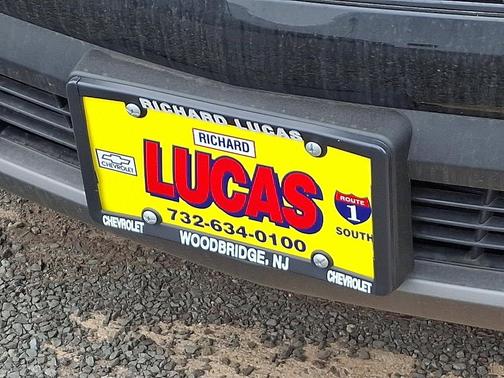 RICHARD LUCAS
RICHARD
LUCAS
CHEVROLET
ROUTE
1
SOUTH
732-634-0100
CHEVROLET
WOODBRIDGE, NJ
CHEVROLET